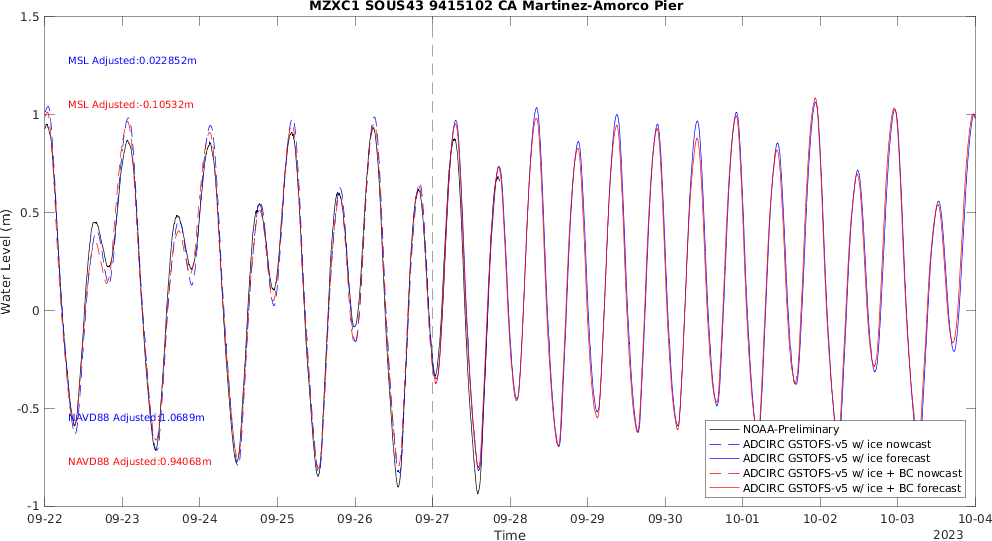 MZXC1 SOUS43 9415102 CA Martinez-Amorco Pier
Water Level (m)
1.5
1
0.5
0
-0.5
-1
MSL Adjusted:0.022852m
MSL Adjusted:-0.10532m
NAVD88 Adjusted:1.0689m
NAVD88 Adjusted:0.94068m
NOAA-Preliminary
ADCIRC GSTOFS-v5 w/ ice nowcast
ADCIRC GSTOFS-v5 w/ ice forecast
ADCIRC GSTOFS-v5 w/ ice + BC nowcast
ADCIRC GSTOFS-v5 w/ ice + BC forecast
09-22 09-23 09-24 09-25 09-26 09-27 09-28 09-29 09-30 10-01 10-02 10-03 10-04
Time
2023